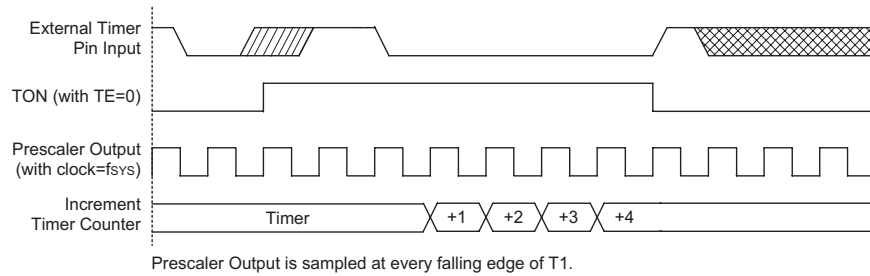 External Timer
Pin Input
TON (with TE=0)
Prescaler Output
(with clock=fSYS)
Increment
Timer Counter
Timer +1 +2 +3 +4
Prescaler Output is sampled at every falling edge of T1.